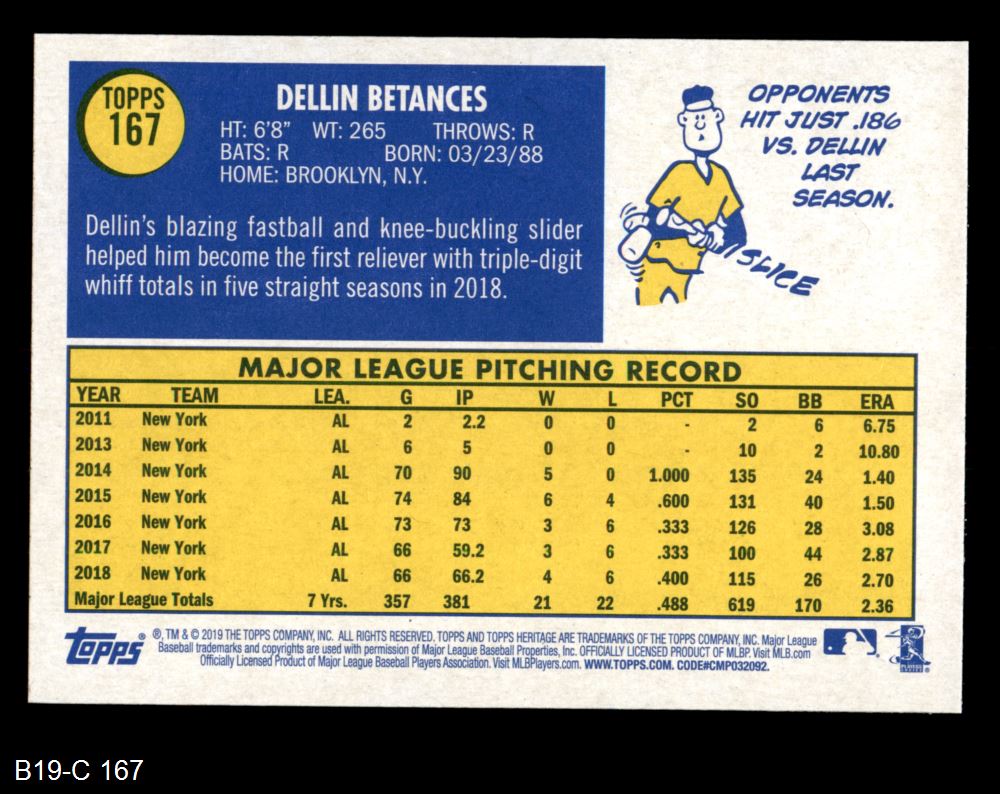 TOPPS
167
DELLIN BETANCES
HT: 6'8" WT: 265 THROWS: R
BATS: R BORN: 03/23/88
HOME: BROOKLYN, N.Y.
Dellin's blazing fastball and knee-buckling slider
helped him become the first reliever with triple-digit
whiff totals in five straight seasons in 2018.
OPPONENTS
HIT JUST .186
VS. DELLIN
LAST
SEASON.
SLICE
MAJOR LEAGUE PITCHING RECORD
YEAR TEAM LEA. G IP W L PCT SO BB ERA
2011 New York AL 2 2.2 0 0 - 2 6 6.75
2013 New York AL 6 5 0 0 - 10 2 10.80
2014 New York AL 70 90 5 0 1.000 135 24 1.40
2015 New York AL 74 84 6 4 .600 131 40 1.50
2016 New York AL 73 73 3 6 .333 126 28 3.08
2017 New York AL 66 59.2 3 6 .333 100 44 2.87
2018 New York AL 66 66.2 4 6 .400 115 26 2.70
Major League Totals 7 Yrs. 357 381 21 22 .488 619 170 2.36
Topps® ®, TM & © 2019 THE TOPPS COMPANY, INC. ALL RIGHTS RESERVED. TOPPS AND TOPPS HERITAGE ARE TRADEMARKS OF THE TOPPS COMPANY, INC. Major League
Baseball trademarks and copyrights are used with permission of Major League Baseball Properties, Inc. OFFICIALLY LICENSED PRODUCT OF MLBP. Visit MLB.com
Officially Licensed Product of Major League Baseball Players Association. Visit MLBPlayers.com. WWW.TOPPS.COM. CODE#CMP032092.
B19-C 167